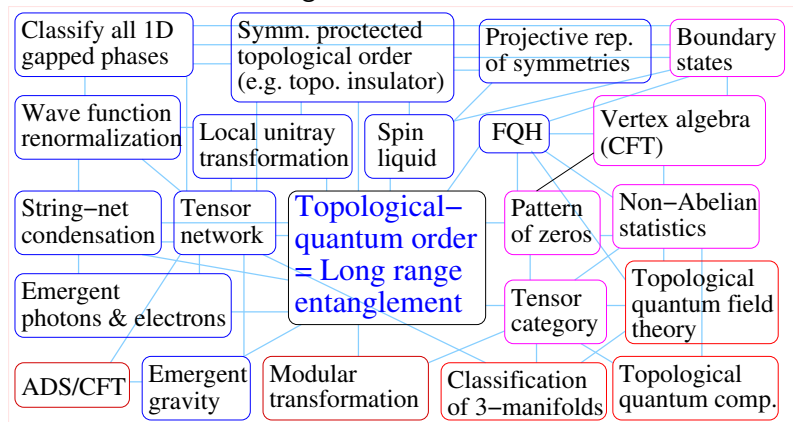 Classify all 1D
gapped phases
Symm. proctected
topological order
(e.g. topo. insulator)
Projective rep.
of symmetries
Boundary
states
Wave function
renormalization
Local unitray
transformation
Spin
liquid
FQH
Vertex algebra
(CFT)
String−net
condensation
Tensor
network
Topological−
quantum order
= Long range
entanglement
Pattern
of zeros
Non−Abelian
statistics
Emergent
photons & electrons
Tensor
category
Topological
quantum field
theory
ADS/CFT
Emergent
gravity
Modular
transformation
Classification
of 3−manifolds
Topological
quantum comp.